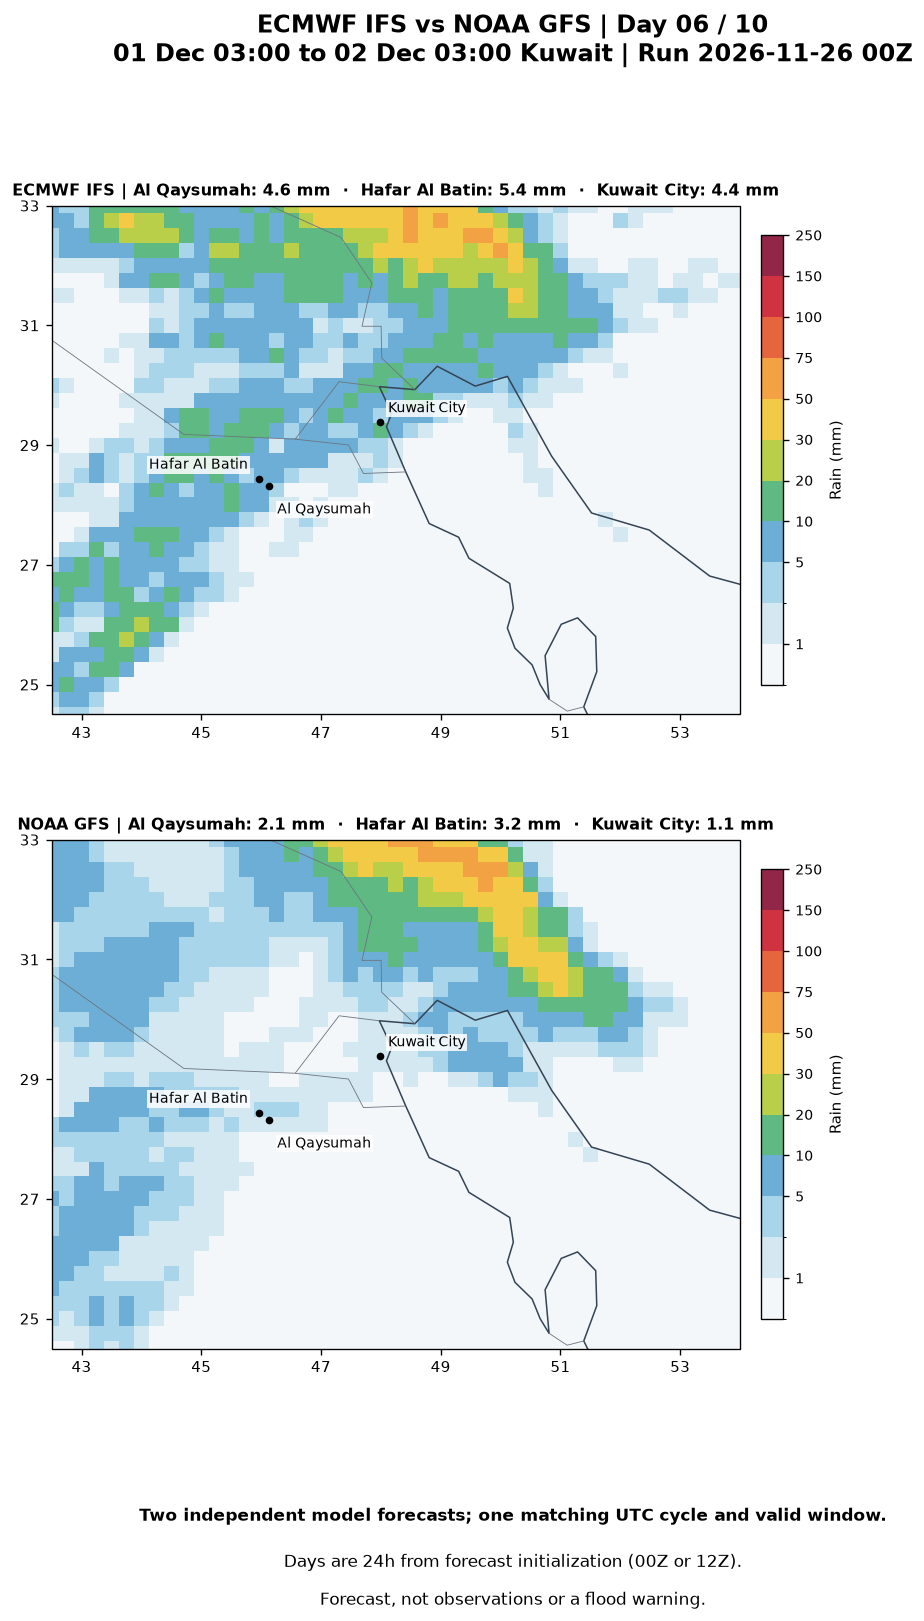 ECMWF IFS vs NOAA GFS | Day 06 / 10
01 Dec 03:00 to 02 Dec 03:00 Kuwait | Run 2026-11-26 00Z
ECMWF IFS | Al Qaysumah: 4.6 mm · Hafar Al Batin: 5.4 mm · Kuwait City: 4.4 mm
33
31
29
27
25
Kuwait City
Hafar Al Batin
Al Qaysumah
43 45 47 49 51 53
250
150
100
75
50
30
20
10
5
1
Rain (mm)
NOAA GFS | Al Qaysumah: 2.1 mm · Hafar Al Batin: 3.2 mm · Kuwait City: 1.1 mm
33
31
29
27
25
Kuwait City
Hafar Al Batin
Al Qaysumah
43 45 47 49 51 53
250
150
100
75
50
30
20
10
5
1
Rain (mm)
Two independent model forecasts; one matching UTC cycle and valid window.
Days are 24h from forecast initialization (00Z or 12Z).
Forecast, not observations or a flood warning.